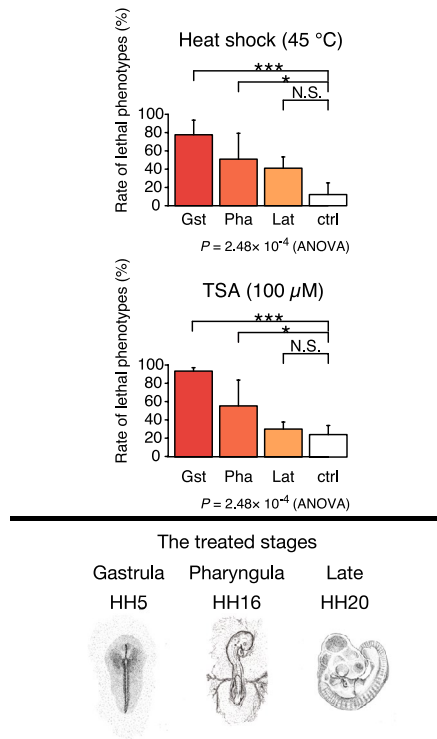 Heat shock (45 °C)
***
*
N.S.
Rate of lethal phenotypes (%)
100
80
60
40
20
0
Gst Pha Lat ctrl
P = 2.48× 10-4 (ANOVA)
TSA (100 µM)
***
*
N.S.
Rate of lethal phenotypes (%)
100
80
60
40
20
0
Gst Pha Lat ctrl
P = 2.48× 10-4 (ANOVA)
The treated stages
Gastrula Pharyngula Late
HH5 HH16 HH20